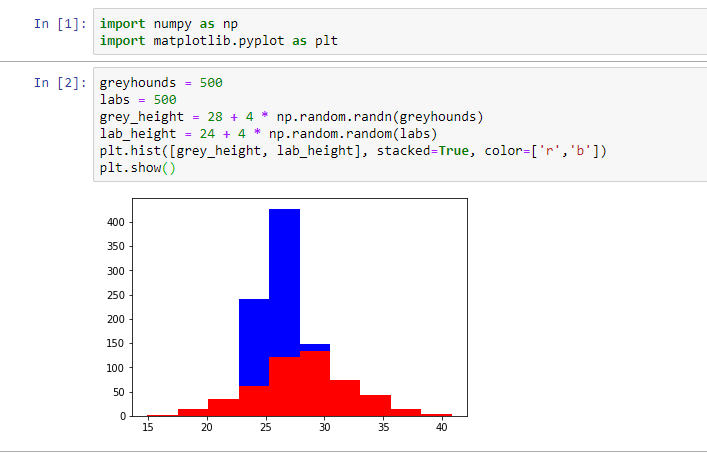 In [1]: import numpy as np
import matplotlib.pyplot as plt
In [2]: greyhounds = 500
labs = 500
grey_height = 28 + 4 * np.random.randn(greyhounds)
lab_height = 24 + 4 * np.random.random(labs)
plt.hist([grey_height, lab_height], stacked=True, color=['r','b'])
plt.show()
400
350
300
250
200
150
100
50
0
15 20 25 30 35 40